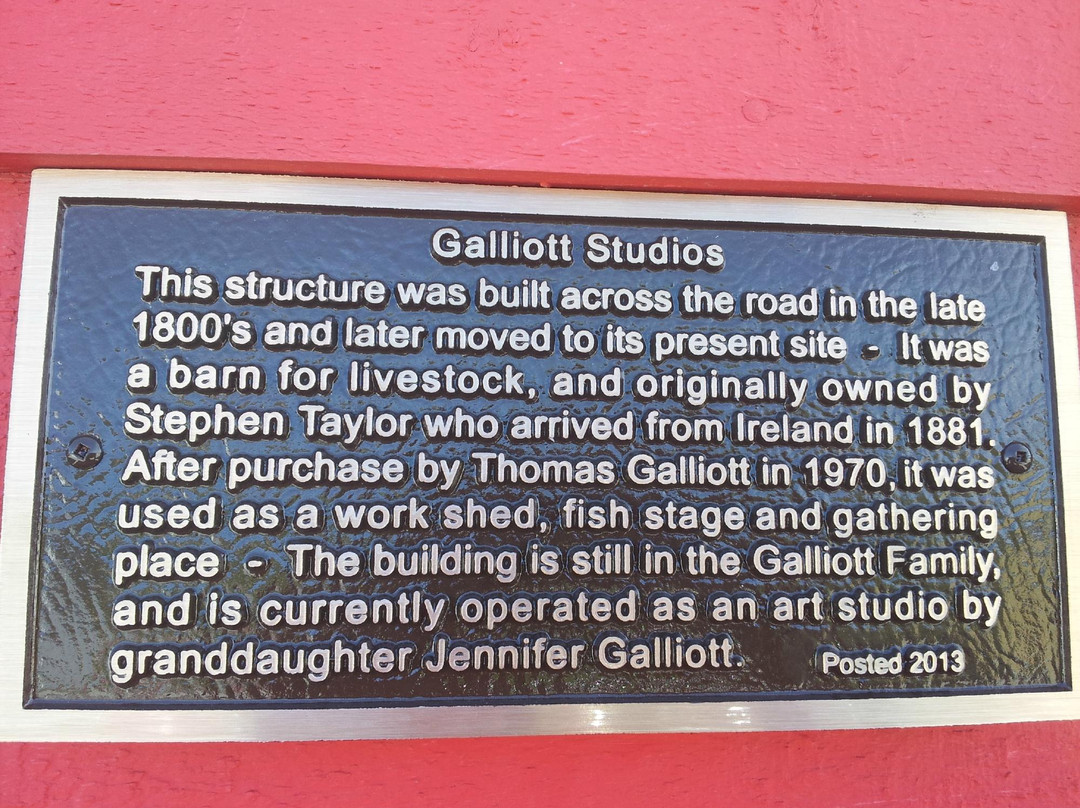 Galliott Studios
This structure was built across the road in the late
1800's and later moved to its present site - It was
a barn for livestock, and originally owned by
Stephen Taylor who arrived from Ireland in 1881.
After purchase by Thomas Galliott in 1970, it was
used as a work shed, fish stage and gathering
place - The building is still in the Galliott Family,
and is currently operated as an art studio by
granddaughter Jennifer Galliott.
Posted 2013